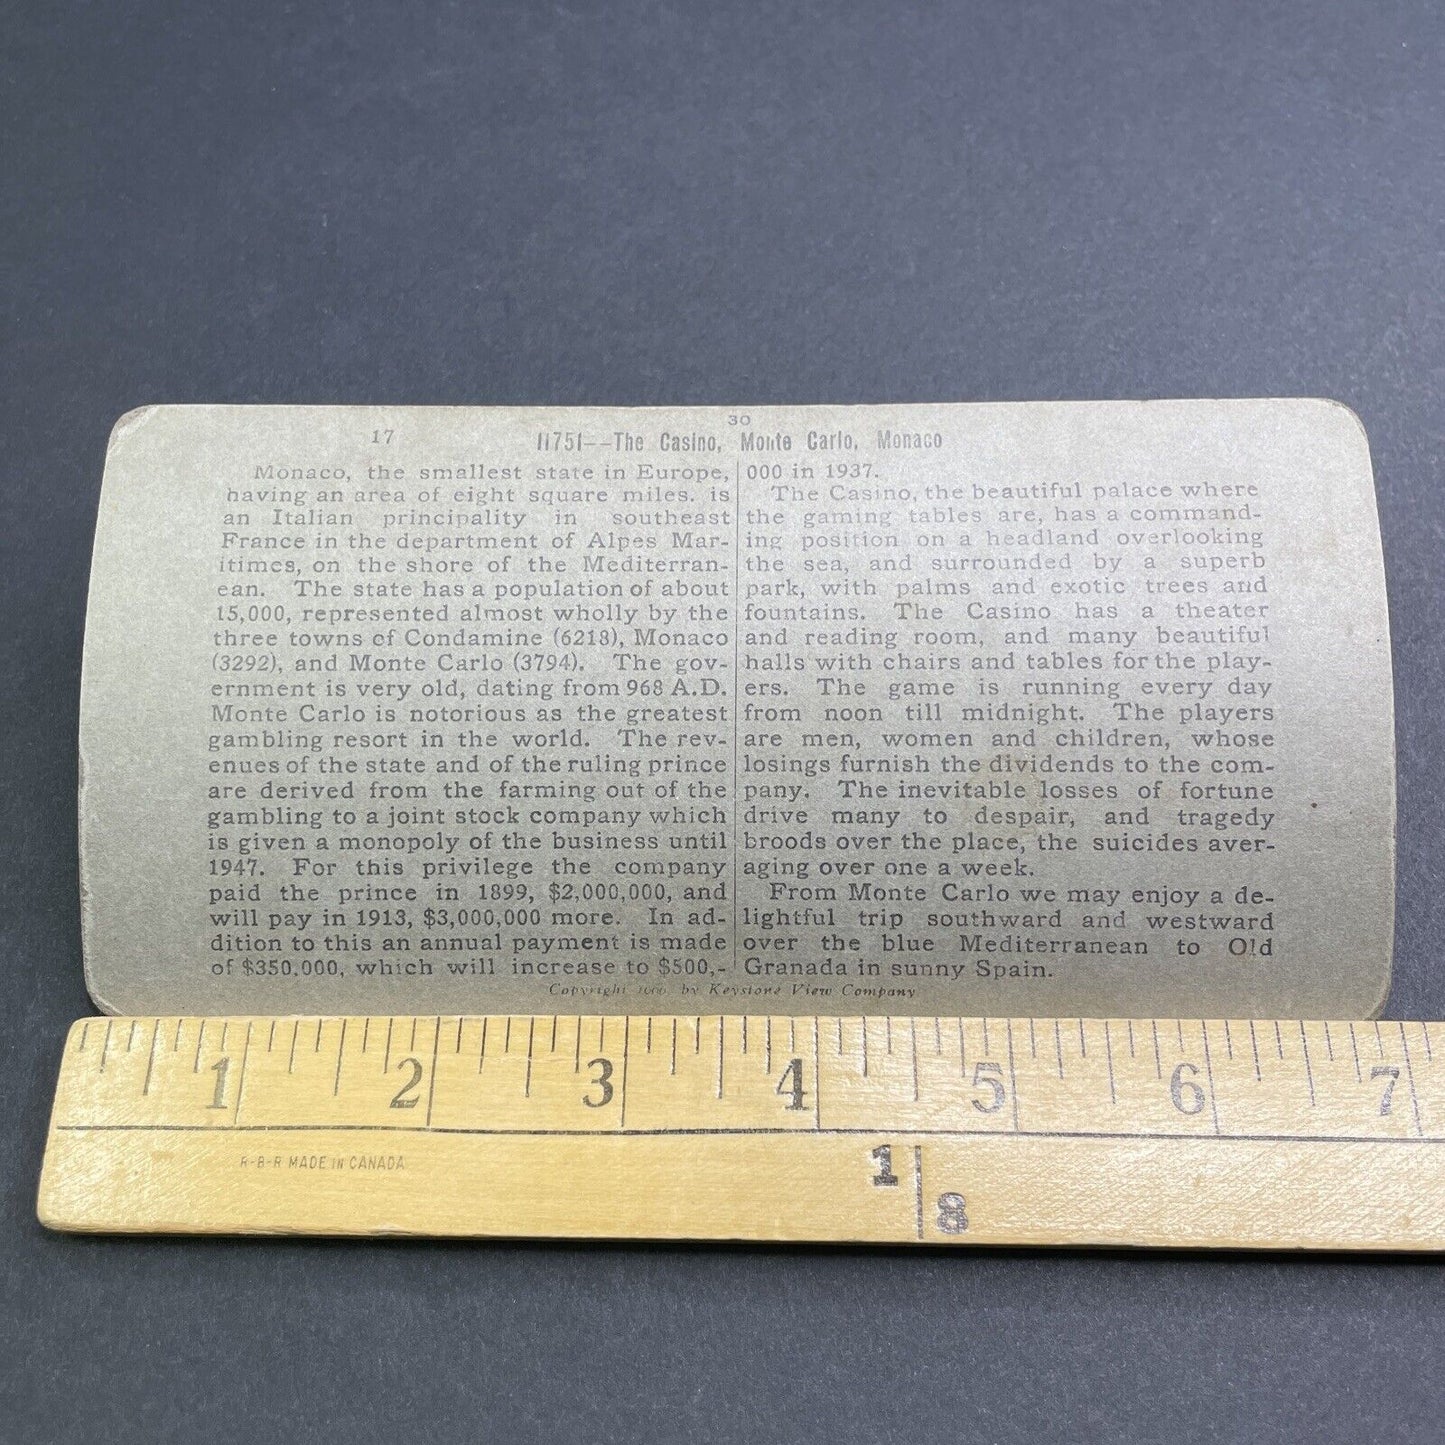 30
17
11751--The Casino, Monte Carlo, Monaco
Monaco, the smallest state in Europe,
having an area of eight square miles. is
an Italian principality in southeast
France in the department of Alpes Mar-
itimes, on the shore of the Mediterran-
ean. The state has a population of about
15,000, represented almost wholly by the
three towns of Condamine (6218), Monaco
(3292), and Monte Carlo (3794). The gov-
ernment is very old, dating from 968 A.D.
Monte Carlo is notorious as the greatest
gambling resort in the world. The rev-
enues of the state and of the ruling prince
are derived from the farming out of the
gambling to a joint stock company which
is given a monopoly of the business until
1947. For this privilege the company
paid the prince in 1899, $2,000,000, and
will pay in 1913, $3,000,000 more. In ad-
dition to this an annual payment is made
of $350,000, which will increase to $500,-
000 in 1937.
The Casino, the beautiful palace where
the gaming tables are, has a command-
ing position on a headland overlooking
the sea, and surrounded by a superb
park, with palms and exotic trees and
fountains. The Casino has a theater
and reading room, and many beautiful
halls with chairs and tables for the play-
ers. The game is running every day
from noon till midnight. The players
are men, women and children, whose
losings furnish the dividends to the com-
pany. The inevitable losses of fortune
drive many to despair, and tragedy
broods over the place, the suicides aver-
aging over one a week.
From Monte Carlo we may enjoy a de-
lightful trip southward and westward
over the blue Mediterranean to Old
Granada in sunny Spain.
Copyright by Keystone View Company
1 2 3 4 5 6 7
R-B-R MADE IN CANADA
1
8